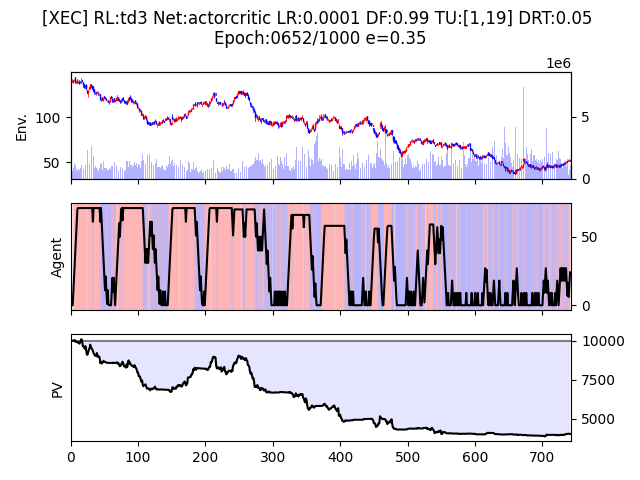 [XEC] RL:td3 Net:actorcritic LR:0.0001 DF:0.99 TU:[1,19] DRT:0.05
Epoch:0652/1000 e=0.35
1e6
Env.
100
50
5
0
Agent
50
0
PV
10000
7500
5000
0 100 200 300 400 500 600 700